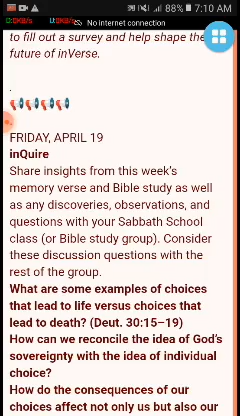 0:0KB/s U:0KB/s 88% 7:10 AM
No internet connection
to fill out a survey and help shape the
future of inVerse.
.
FRIDAY, APRIL 19
inQuire
Share insights from this week's
memory verse and Bible study as well
as any discoveries, observations, and
questions with your Sabbath School
class (or Bible study group). Consider
these discussion questions with the
rest of the group.
What are some examples of choices
that lead to life versus choices that
lead to death? (Deut. 30:15–19)
How can we reconcile the idea of God's
sovereignty with the idea of individual
choice?
How do the consequences of our
choices affect not only us but also our